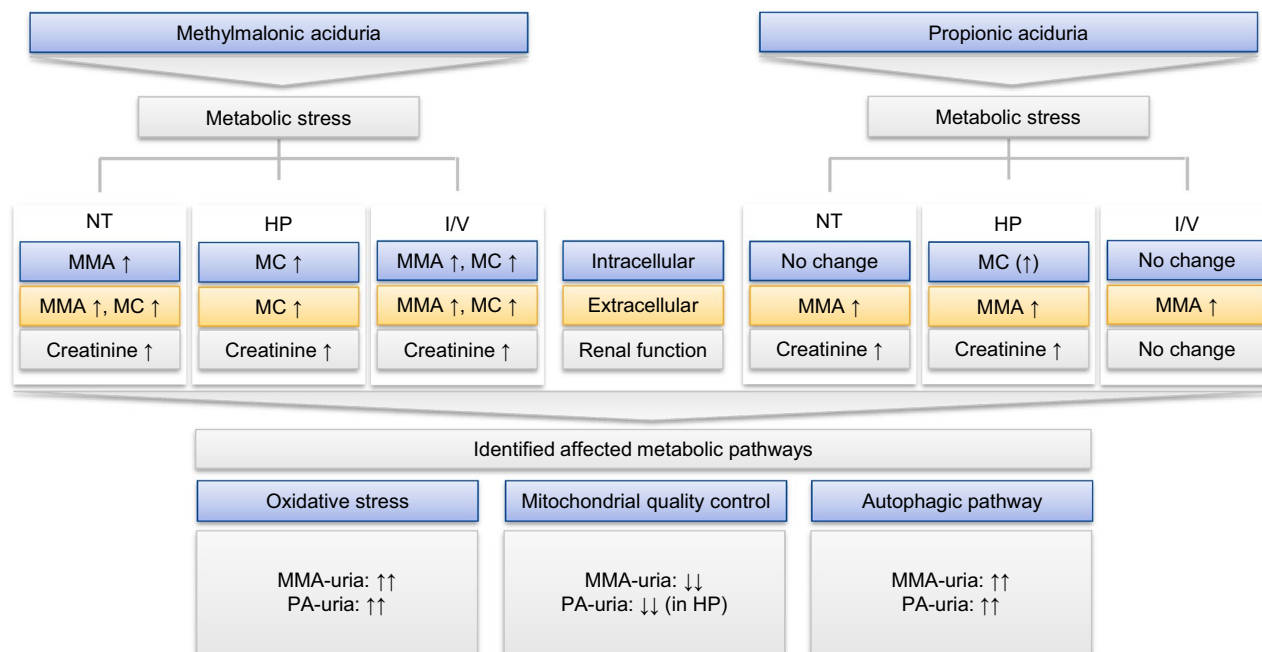 Methylmalonic aciduria
Propionic aciduria
Metabolic stress
Metabolic stress
NT
HP
I/V
NT
HP
I/V
MMA ↑
MC ↑
MMA ↑, MC ↑
Intracellular
No change
MC (↑)
No change
MMA ↑, MC ↑
MC ↑
MMA ↑, MC ↑
Extracellular
MMA ↑
MMA ↑
MMA ↑
Creatinine ↑
Creatinine ↑
Creatinine ↑
Renal function
Creatinine ↑
Creatinine ↑
No change
Identified affected metabolic pathways
Oxidative stress
Mitochondrial quality control
Autophagic pathway
MMA-uria: ↑↑
PA-uria: ↑↑
MMA-uria: ↓↓
PA-uria: ↓↓ (in HP)
MMA-uria: ↑↑
PA-uria: ↑↑